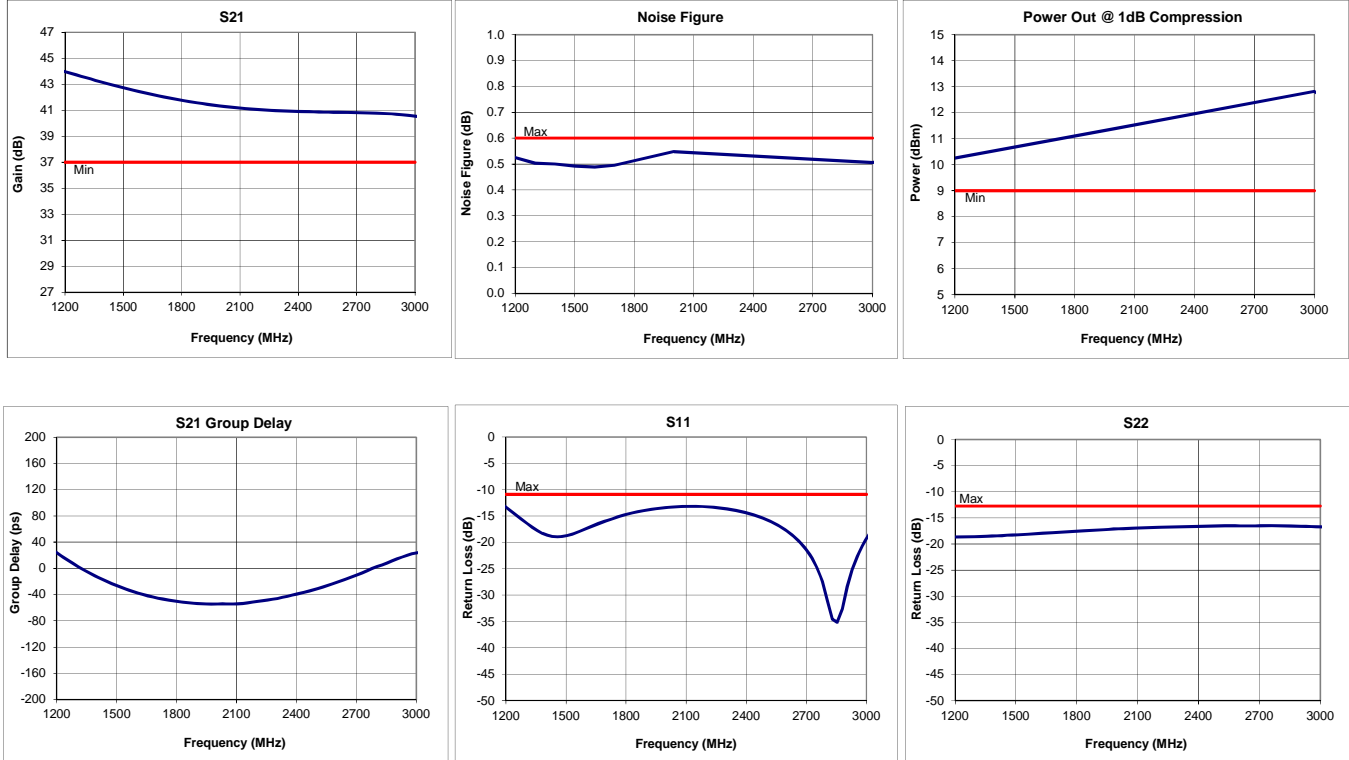 S21
47
45
43
41
39
37
35
33
31
29
27
Gain (dB)
Min
1200 1500 1800 2100 2400 2700 3000
Frequency (MHz)
Noise Figure
1.0
0.9
0.8
0.7
0.6
0.5
0.4
0.3
0.2
0.1
0.0
Noise Figure (dB)
Max
1200 1500 1800 2100 2400 2700 3000
Frequency (MHz)
Power Out @ 1dB Compression
15
14
13
12
11
10
9
8
7
6
5
Power (dBm)
Min
1200 1500 1800 2100 2400 2700 3000
Frequency (MHz)
S21 Group Delay
200
160
120
80
40
0
-40
-80
-120
-160
-200
Group Delay (ps)
1200 1500 1800 2100 2400 2700 3000
Frequency (MHz)
S11
0
-5
-10
-15
-20
-25
-30
-35
-40
-45
-50
Return Loss (dB)
Max
1200 1500 1800 2100 2400 2700 3000
Frequency (MHz)
S22
0
-5
-10
-15
-20
-25
-30
-35
-40
-45
-50
Return Loss (dB)
Max
1200 1500 1800 2100 2400 2700 3000
Frequency (MHz)